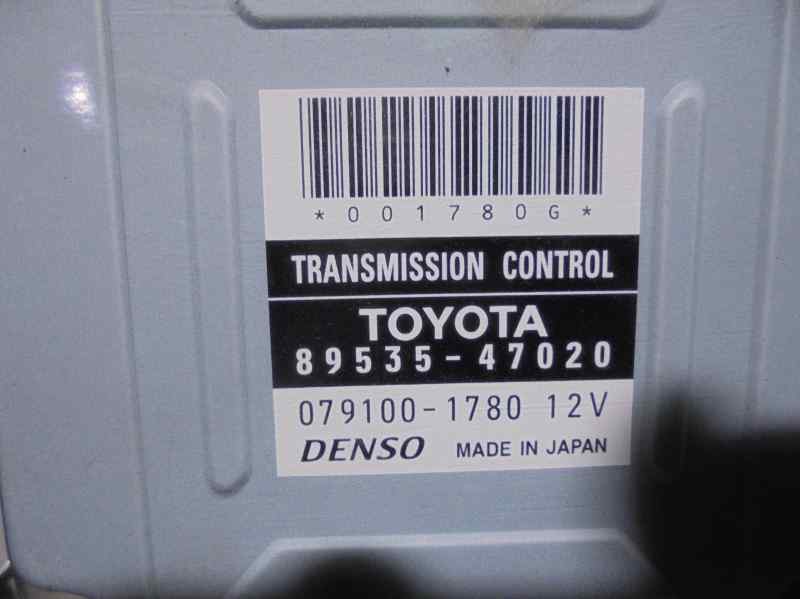 *001780G*
TRANSMISSION CONTROL
TOYOTA
89535-47020
079100-1780 12V
DENSO MADE IN JAPAN